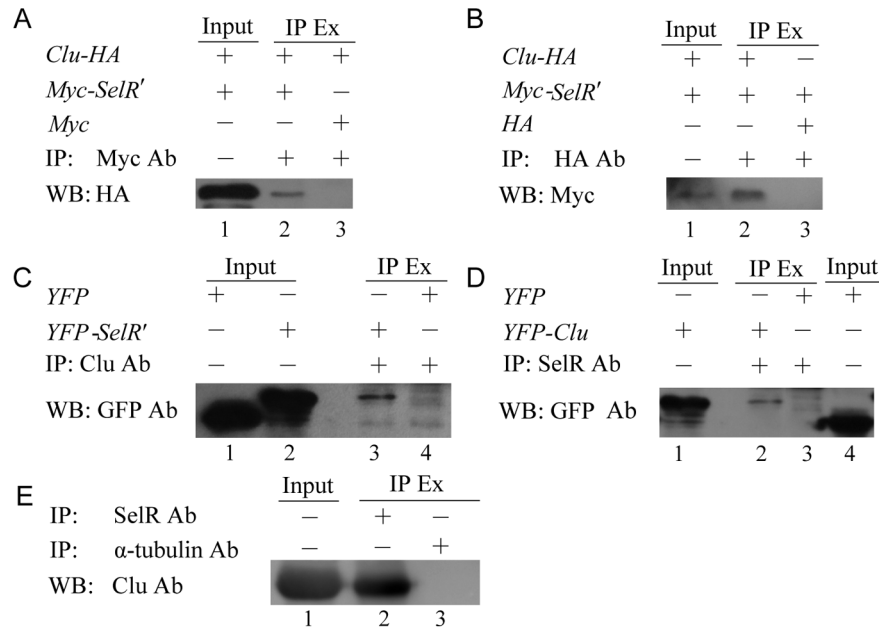 A
Input IP Ex
Clu-HA + + +
Myc-SelR' + + −
Myc − − +
IP: Myc Ab − + +
WB: HA
1 2 3
B
Input IP Ex
Clu-HA + + −
Myc-SelR' + + +
HA − − +
IP: HA Ab − + +
WB: Myc
1 2 3
C
Input IP Ex
YFP + − − +
YFP-SelR' − + + −
IP: Clu Ab − − + +
WB: GFP Ab
1 2 3 4
D
Input IP Ex Input
YFP − − + +
YFP-Clu + + − −
IP: SelR Ab − + + −
WB: GFP Ab
1 2 3 4
E
Input IP Ex
IP: SelR Ab − + −
IP: α-tubulin Ab − − +
WB: Clu Ab
1 2 3